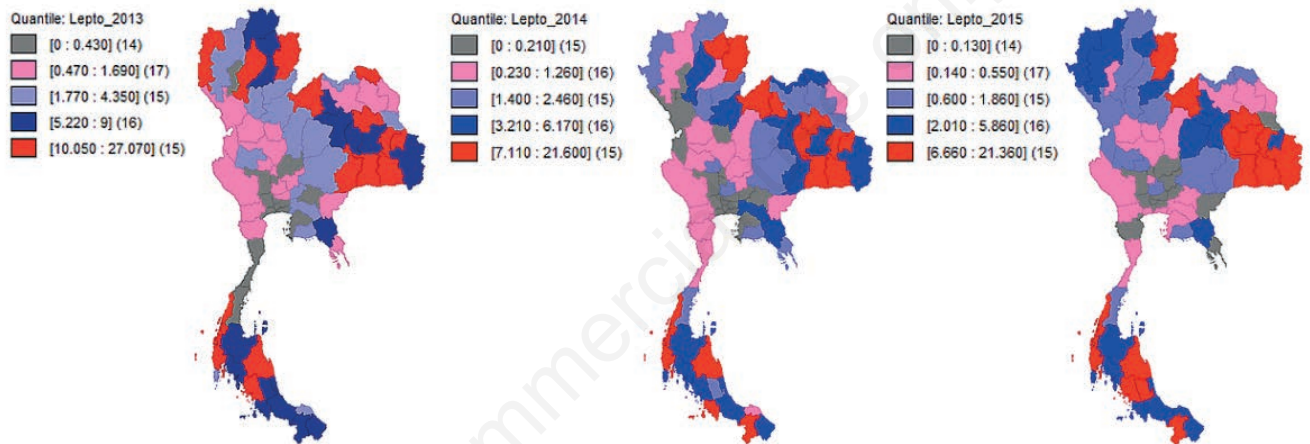 Quantile: Lepto_2013
[0 : 0.430] (14)
[0.470 : 1.690] (17)
[1.770 : 4.350] (15)
[5.220 : 9] (16)
[10.050 : 27.070] (15)
Quantile: Lepto_2014
[0 : 0.210] (15)
[0.230 : 1.260] (16)
[1.400 : 2.460] (15)
[3.210 : 6.170] (16)
[7.110 : 21.600] (15)
Quantile: Lepto_2015
[0 : 0.130] (14)
[0.140 : 0.550] (17)
[0.600 : 1.860] (15)
[2.010 : 5.860] (16)
[6.660 : 21.360] (15)